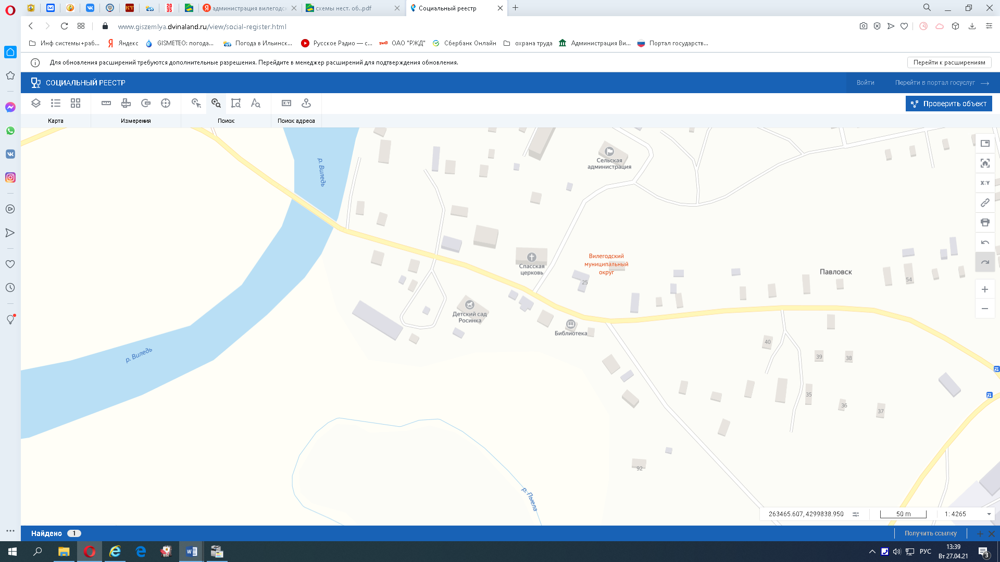 администрация вилегодс
схемы нест. об..pdf
Социальный реестр
www.giszemlya.dvinaland.ru/view/social-register.html
Инф системы+раб...
Яндекс
GISMETEO: погода...
Погода в Ильинск...
Русское Радио — с...
ОАО "РЖД"
Сбербанк Онлайн
охрана труда
Администрация Ви...
Портал государств...
Для обновления расширений требуются дополнительные разрешения. Перейдите в менеджер расширений для подтверждения обновления.
Перейти к расширениям
СОЦИАЛЬНЫЙ РЕЕСТР
Войти
Перейти в портал госуслуг
Проверить объект
Карта
Измерения
Поиск
Поиск адреса
X:Y
X:Y
р. Виледь
Сельская
администрация
Спасская
церковь
Вилегодский
муниципальный
округ
25
Павловск
54
Детский сад
Росинка
Библиотека
р. Виледь
40
39
38
35
36
37
92
р. Пыела
263465.607, 4299838.950
50 m
1: 4265
Найдено 1
Получить ссылку
РУС
13:39
Вт 27.04.21
3